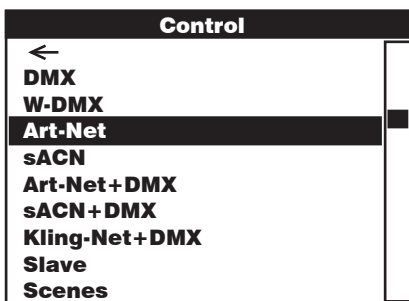 Control
←
DMX
W-DMX
Art-Net
sACN
Art-Net+DMX
sACN+DMX
Kling-Net+DMX
Slave
Scenes